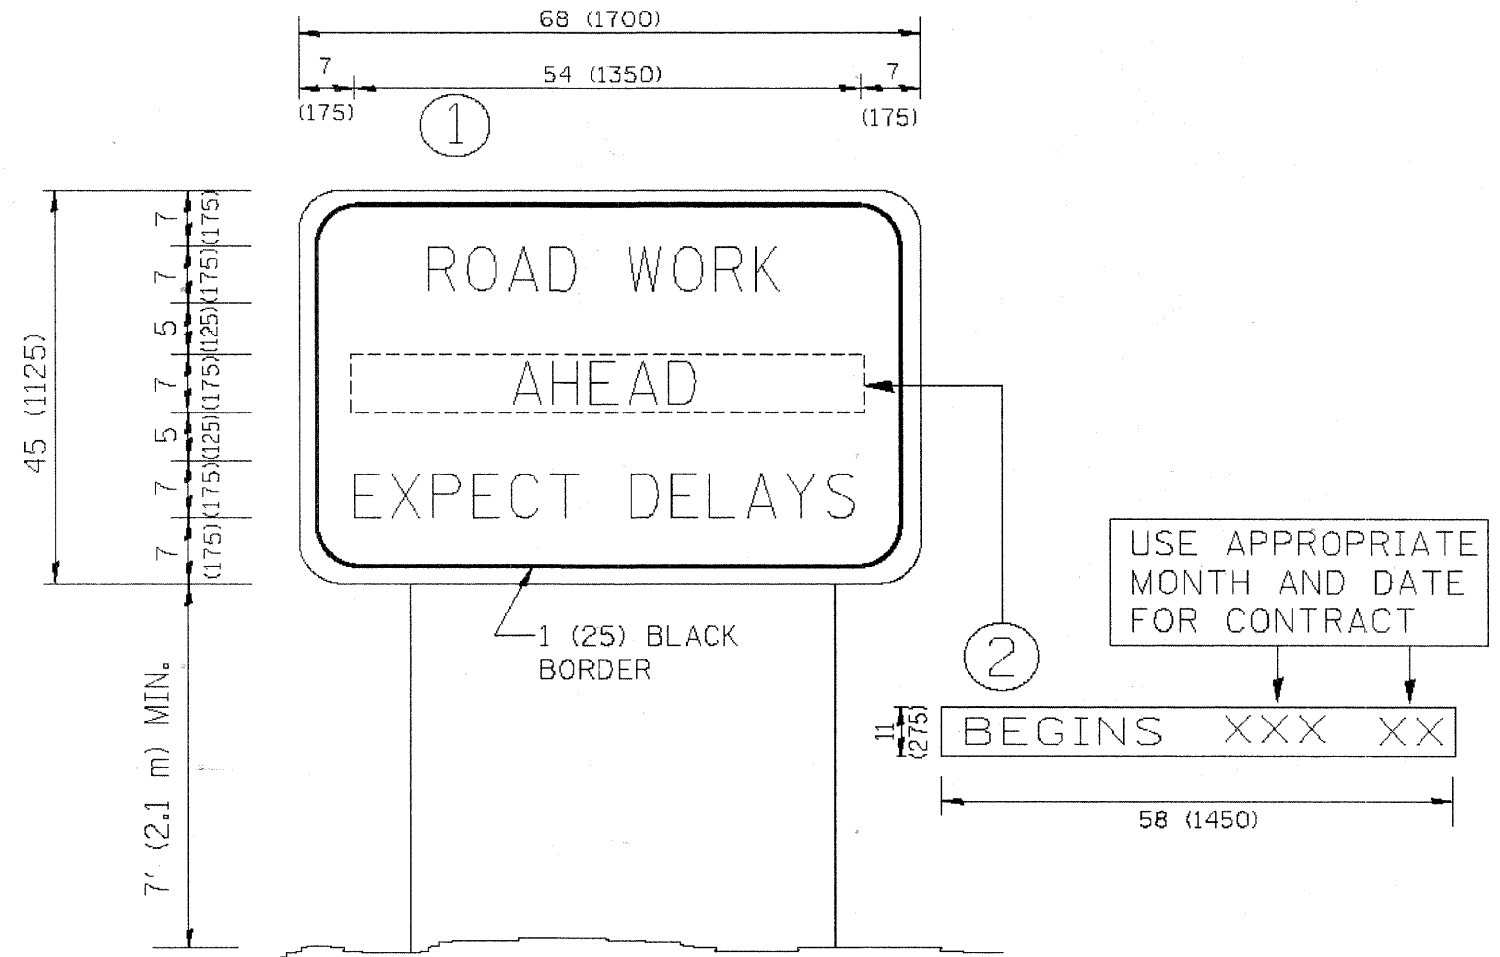 68 (1700)
7
54 (1350)
7
(175)
(175)
1
45 (1125)
7
(175)
7
(175)
5
(125)
7
(175)
5
(125)
7
(175)
7
(175)
ROAD WORK
AHEAD
EXPECT DELAYS
1 (25) BLACK
BORDER
7' (2.1 m) MIN.
2
USE APPROPRIATE
MONTH AND DATE
FOR CONTRACT
11
(275)
BEGINS XXX XX
58 (1450)